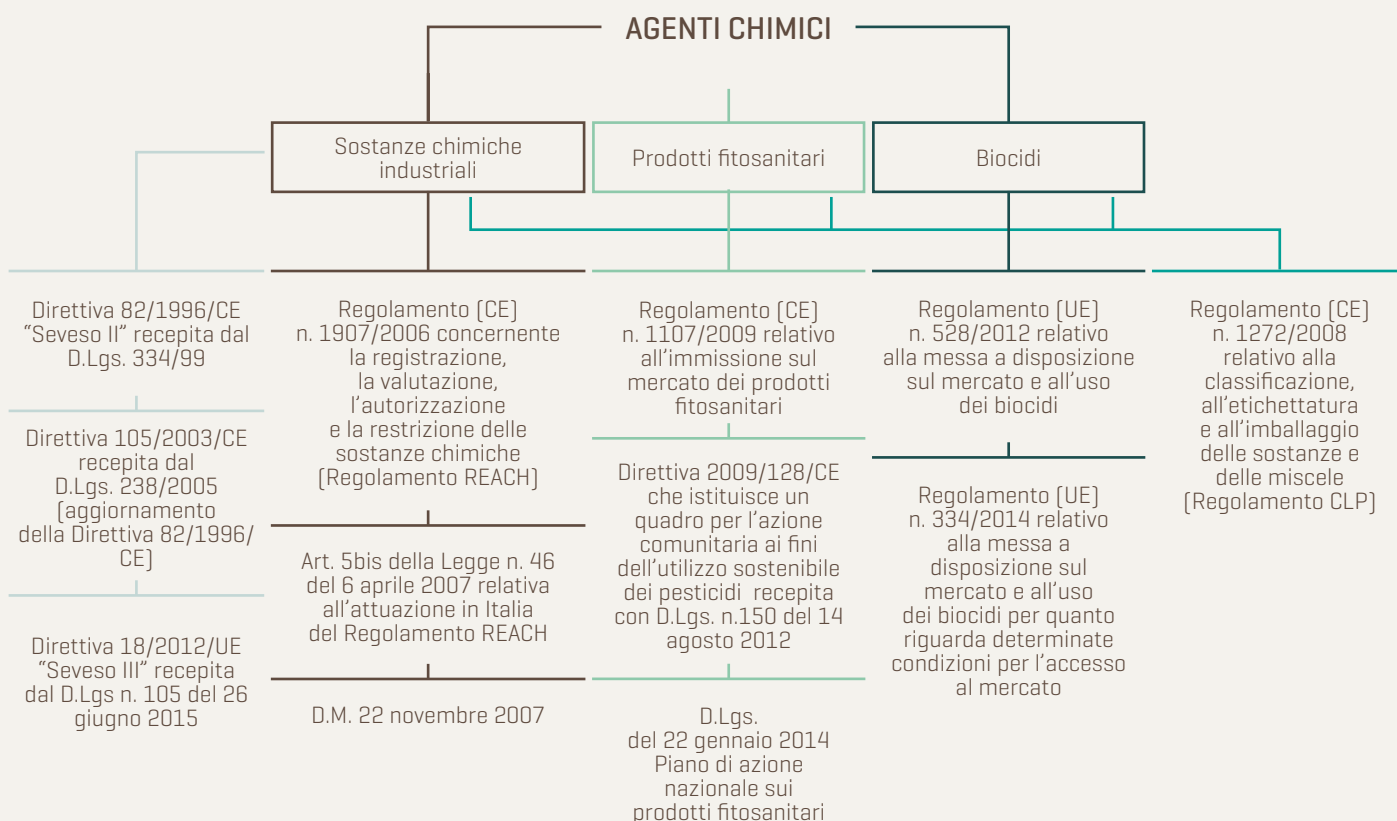 AGENTI CHIMICI
Sostanze chimiche
industriali
Prodotti fitosanitari
Biocidi
Direttiva 82/1996/CE
“Seveso II” recepita dal
D.Lgs. 334/99
Direttiva 105/2003/CE
recepita dal
D.Lgs. 238/2005
(aggiornamento
della Direttiva 82/1996/
CE)
Direttiva 18/2012/UE
“Seveso III” recepita
dal D.Lgs n. 105 del 26
giugno 2015
Regolamento (CE)
n. 1907/2006 concernente
la registrazione,
la valutazione,
l’autorizzazione
e la restrizione delle
sostanze chimiche
(Regolamento REACH)
Art. 5bis della Legge n. 46
del 6 aprile 2007 relativa
all’attuazione in Italia
del Regolamento REACH
D.M. 22 novembre 2007
Regolamento (CE)
n. 1107/2009 relativo
all’immissione sul
mercato dei prodotti
fitosanitari
Direttiva 2009/128/CE
che istituisce un
quadro per l’azione
comunitaria ai fini
dell’utilizzo sostenibile
dei pesticidi recepita
con D.Lgs. n.150 del 14
agosto 2012
D.Lgs.
del 22 gennaio 2014
Piano di azione
nazionale sui
prodotti fitosanitari
Regolamento (UE)
n. 528/2012 relativo
alla messa a disposizione
sul mercato e all’uso
dei biocidi
Regolamento (UE)
n. 334/2014 relativo
alla messa a
disposizione sul
mercato e all’uso
dei biocidi per quanto
riguarda determinate
condizioni per l’accesso
al mercato
Regolamento (CE)
n. 1272/2008
relativo alla
classificazione,
all’etichettatura
e all’imballaggio
delle sostanze e
delle miscele
(Regolamento CLP)